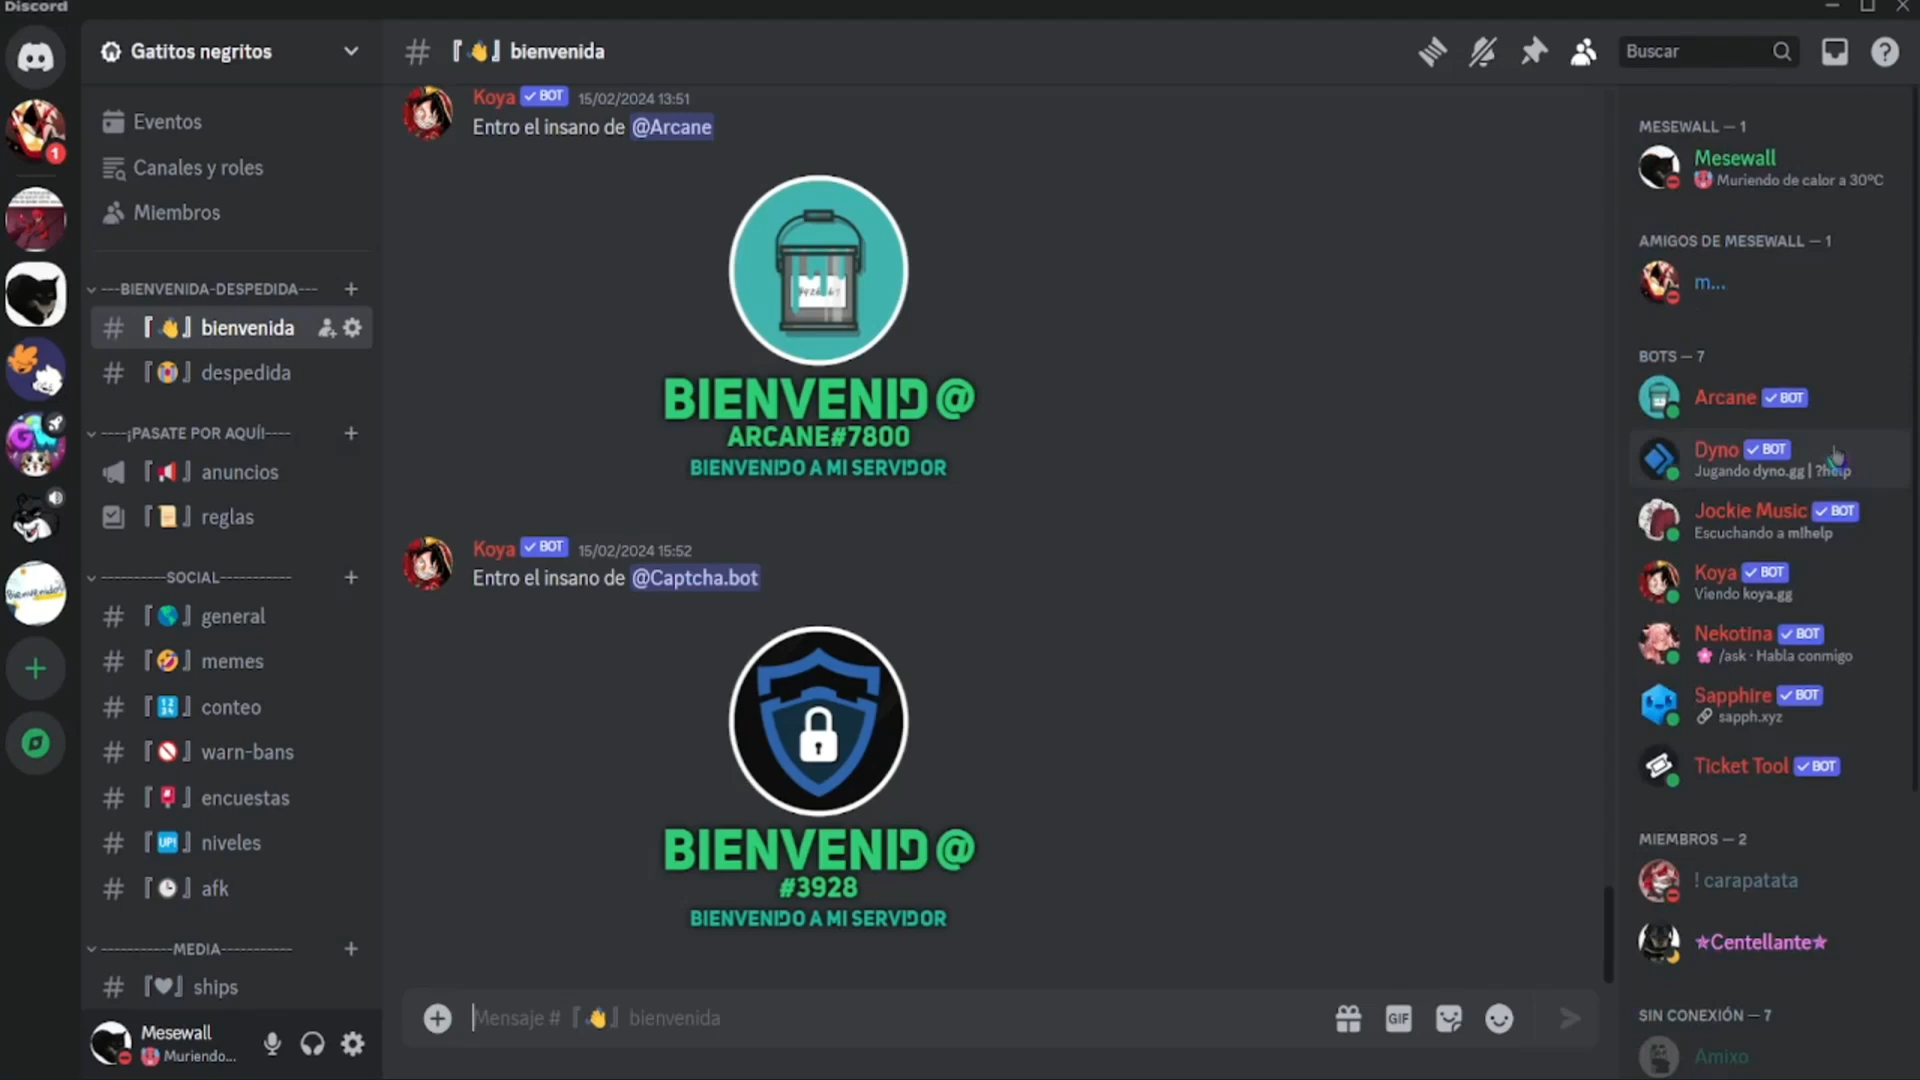 Discord
Gatitos negritos
Eventos
Canales y roles
Miembros
---BIENVENIDA-DESPEDIDA---
# 『👋』 bienvenida
# 『😭』 despedida
----¡PASATE POR AQUÍ!----
『📢』 anuncios
『📜』 reglas
-----------SOCIAL-----------
# 『🌎』 general
# 『🤣』 memes
# 『🔢』 conteo
# 『🚫』 warn-bans
# 『📮』 encuestas
# 『🆙』 niveles
# 『🕒』 afk
------------MEDIA------------
# 『🖤』 ships
Mesewall
Muriendo...
# 『👋』 bienvenida
Buscar
Koya ✓ BOT 15/02/2024 13:51
Entro el insano de @Arcane
BIENVENID@
ARCANE#7800
BIENVENIDO A MI SERVIDOR
Koya ✓ BOT 15/02/2024 15:52
Entro el insano de @Captcha.bot
BIENVENID@
#3928
BIENVENIDO A MI SERVIDOR
Mensaje # 『👋』 bienvenida
GIF
MESEWALL — 1
Mesewall
Muriendo de calor a 30ºC
AMIGOS DE MESEWALL — 1
m...
BOTS — 7
Arcane ✓ BOT
Dyno ✓ BOT
Jugando dyno.gg | ?help
Jockie Music ✓ BOT
Escuchando a m!help
Koya ✓ BOT
Viendo koya.gg
Nekotina ✓ BOT
🌸 /ask · Habla conmigo
Sapphire ✓ BOT
🔗 sapph.xyz
Ticket Tool ✓ BOT
MIEMBROS — 2
! carapatata
✯Centellante✯
SIN CONEXIÓN — 7
Amixo